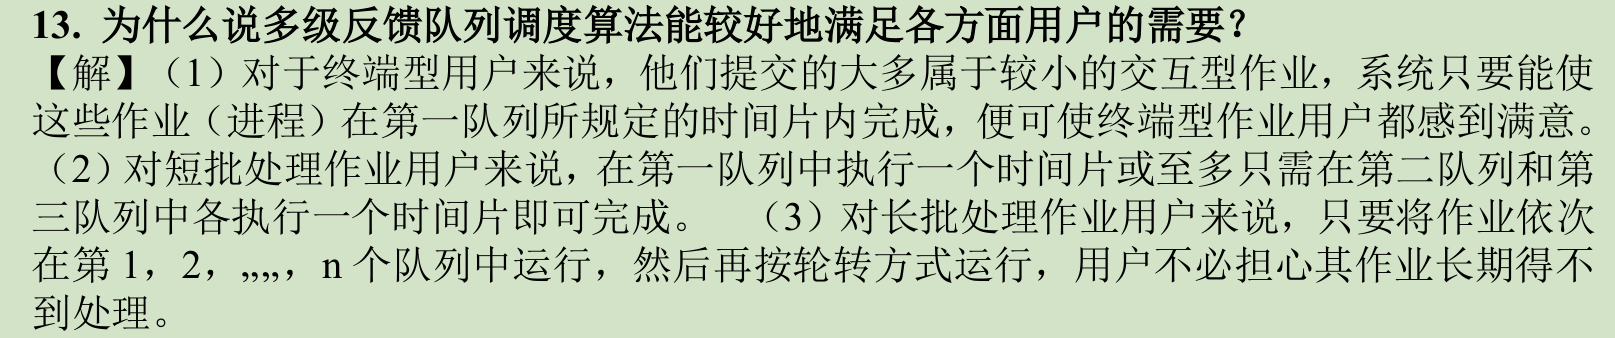 13. 为什么说多级反馈队列调度算法能较好地满足各方面用户的需要?
【解】(1)对于终端型用户来说，他们提交的大多属于较小的交互型作业，系统只要能使
这些作业（进程）在第一队列所规定的时间片内完成，便可使终端型作业用户都感到满意。
（2）对短批处理作业用户来说，在第一队列中执行一个时间片或至多只需在第二队列和第
三队列中各执行一个时间片即可完成。 （3）对长批处理作业用户来说，只要将作业依次
在第 1，2，„„，n 个队列中运行，然后再按轮转方式运行，用户不必担心其作业长期得不
到处理。